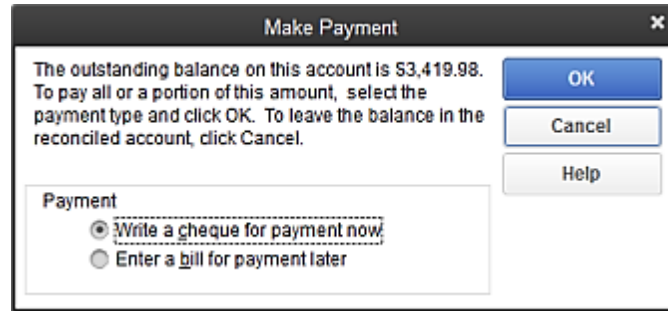 Make Payment
The outstanding balance on this account is $3,419.98.
To pay all or a portion of this amount, select the
payment type and click OK. To leave the balance in the
reconciled account, click Cancel.
OK
Cancel
Help
Payment
Write a cheque for payment now
Enter a bill for payment later